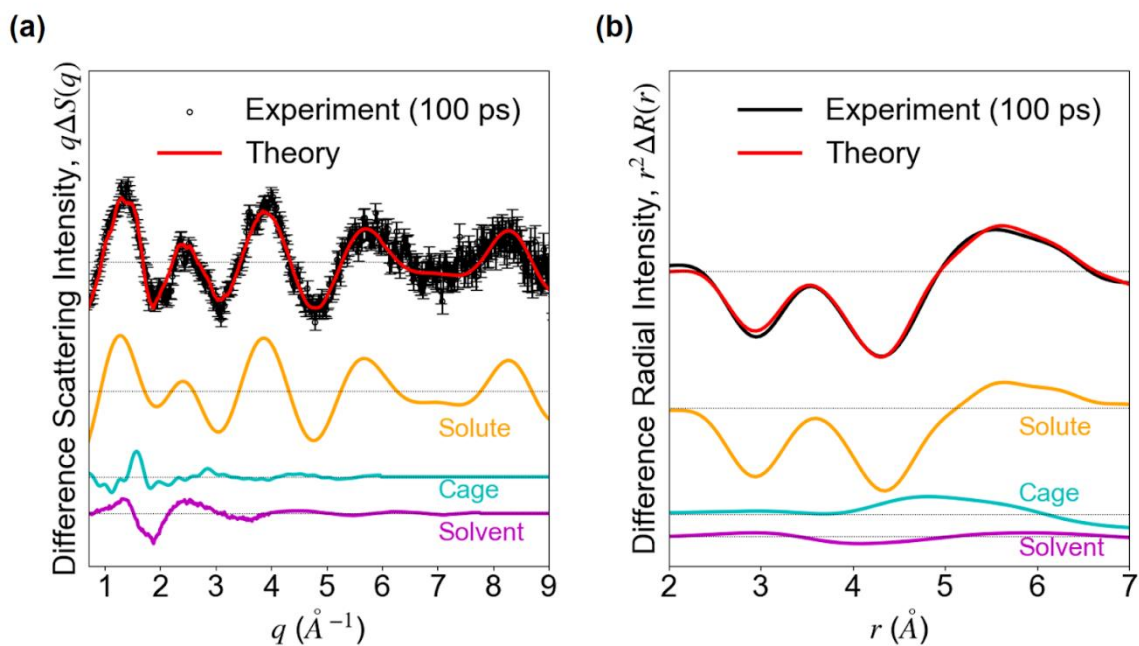 (a)
Difference Scattering Intensity, qΔS(q)
Experiment (100 ps)
Theory
Solute
Cage
Solvent
1 2 3 4 5 6 7 8 9
q (Å⁻¹)
(b)
Difference Radial Intensity, r²ΔR(r)
Experiment (100 ps)
Theory
Solute
Cage
Solvent
2 3 4 5 6 7
r (Å)